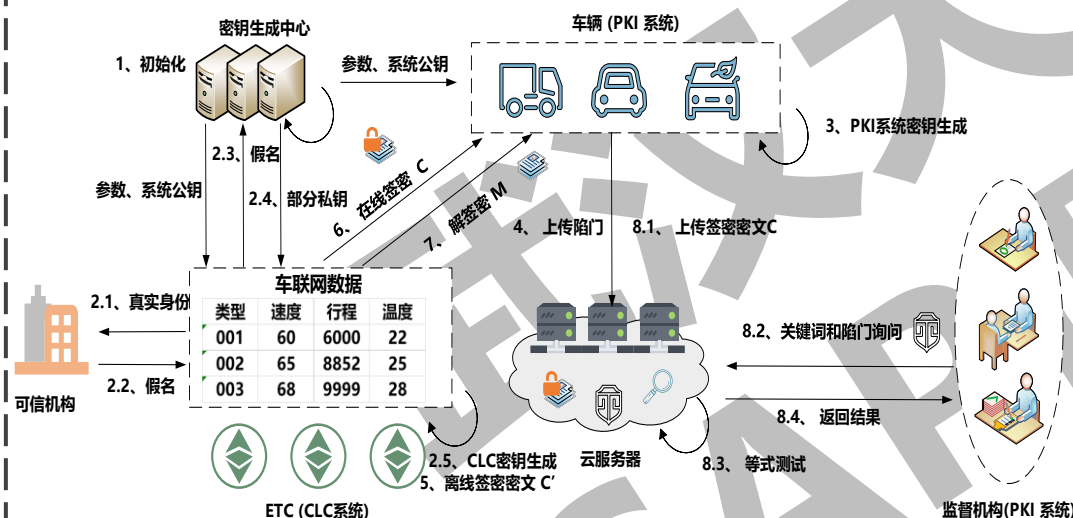 密钥生成中心
车辆 (PKI 系统)
1、初始化
参数、系统公钥
3、PKI系统密钥生成
2.3、假名
参数、系统公钥
2.4、部分私钥
6、在线签密 C
7、解签密 M
4、上传陷门
8.1、上传签密密文C
车联网数据
类型 速度 行程 温度
001 60 6000 22
002 65 8852 25
003 68 9999 28
2.1、真实身份
2.2、假名
可信机构
8.2、关键词和陷门询问
8.4、返回结果
8.3、等式测试
2.5、CLC密钥生成
5、离线签密密文 C’
云服务器
ETC (CLC系统)
监督机构(PKI 系统)